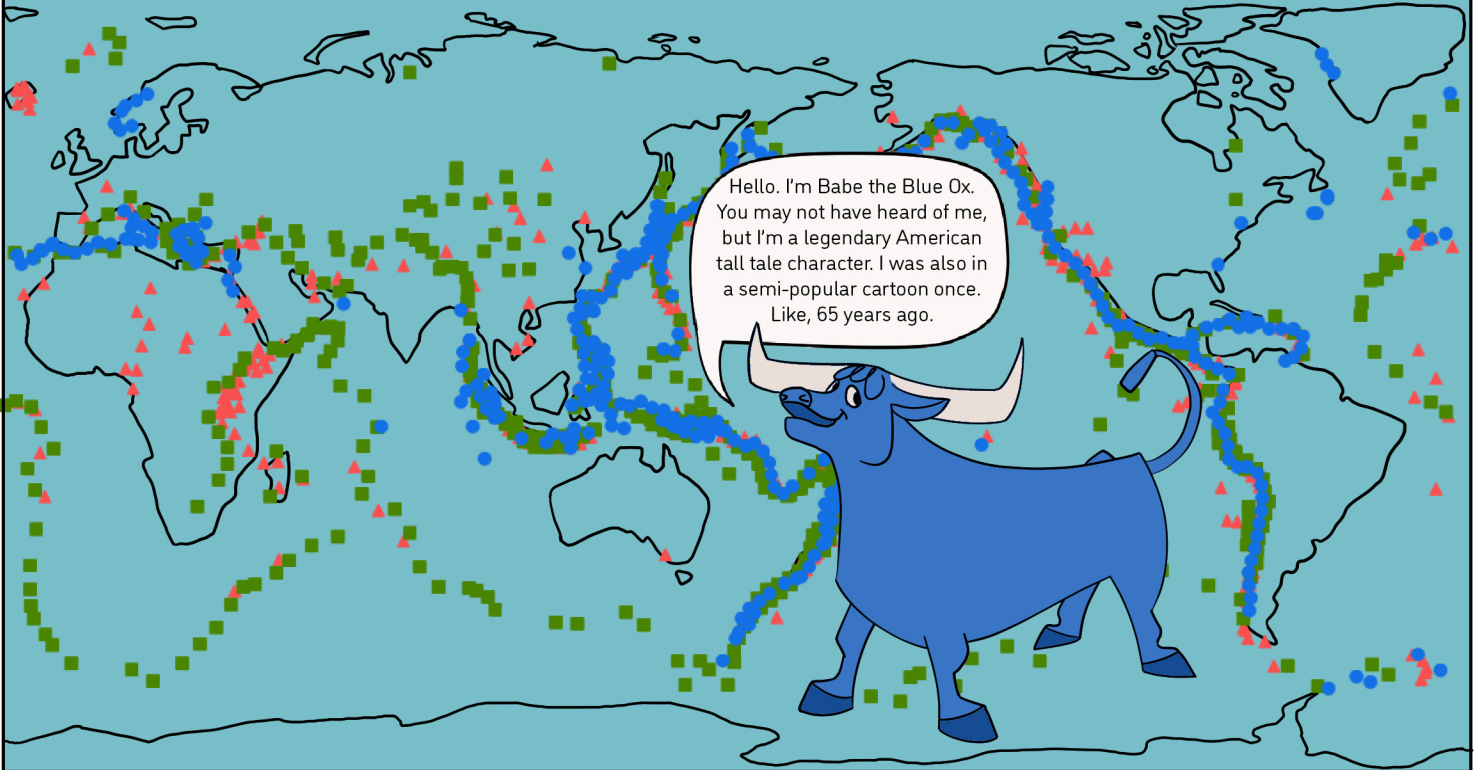 Hello. I'm Babe the Blue Ox.
You may not have heard of me,
but I'm a legendary American
tall tale character. I was also in
a semi-popular cartoon once.
Like, 65 years ago.